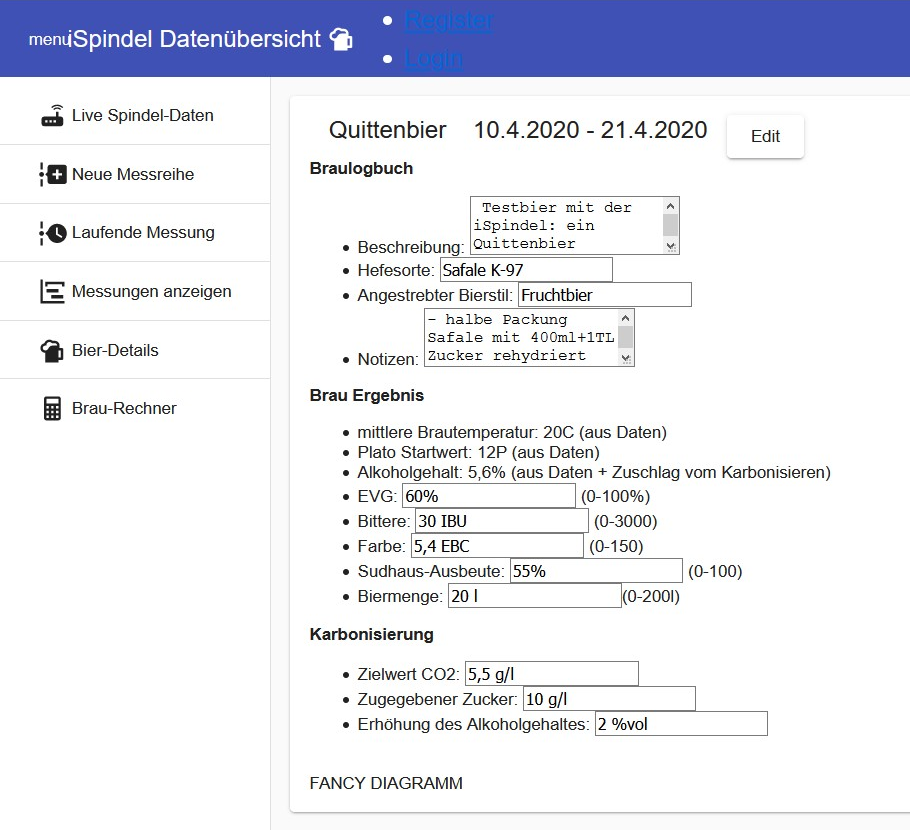 menu iSpindel Datenübersicht
Register
Login
Live Spindel-Daten
Neue Messreihe
Laufende Messung
Messungen anzeigen
Bier-Details
Brau-Rechner
Quittenbier 10.4.2020 - 21.4.2020 Edit
Braulogbuch
Beschreibung: Testbier mit der
iSpindel: ein
Quittenbier
Hefesorte: Safale K-97
Angestrebter Bierstil: Fruchtbier
Notizen: - halbe Packung
Safale mit 400ml+1TL
Zucker rehydriert
Brau Ergebnis
mittlere Brautemperatur: 20C (aus Daten)
Plato Startwert: 12P (aus Daten)
Alkoholgehalt: 5,6% (aus Daten + Zuschlag vom Karbonisieren)
EVG: 60% (0-100%)
Bittere: 30 IBU (0-3000)
Farbe: 5,4 EBC (0-150)
Sudhaus-Ausbeute: 55% (0-100)
Biermenge: 20 l (0-200l)
Karbonisierung
Zielwert CO2: 5,5 g/l
Zugegebener Zucker: 10 g/l
Erhöhung des Alkoholgehaltes: 2 %vol
FANCY DIAGRAMM